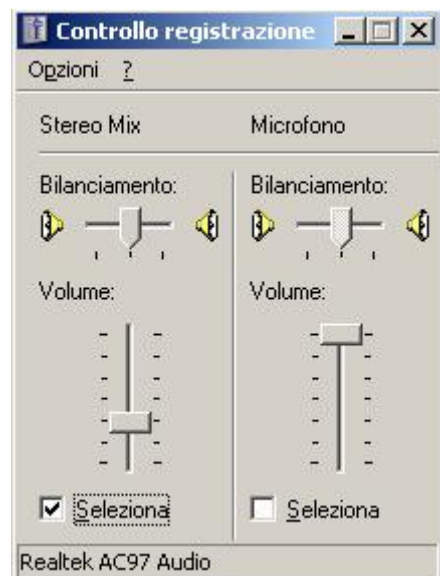 Controllo registrazione
Opzioni ?
Stereo Mix
Bilanciamento:
Volume:
Seleziona
Microfono
Bilanciamento:
Volume:
Seleziona
Realtek AC97 Audio